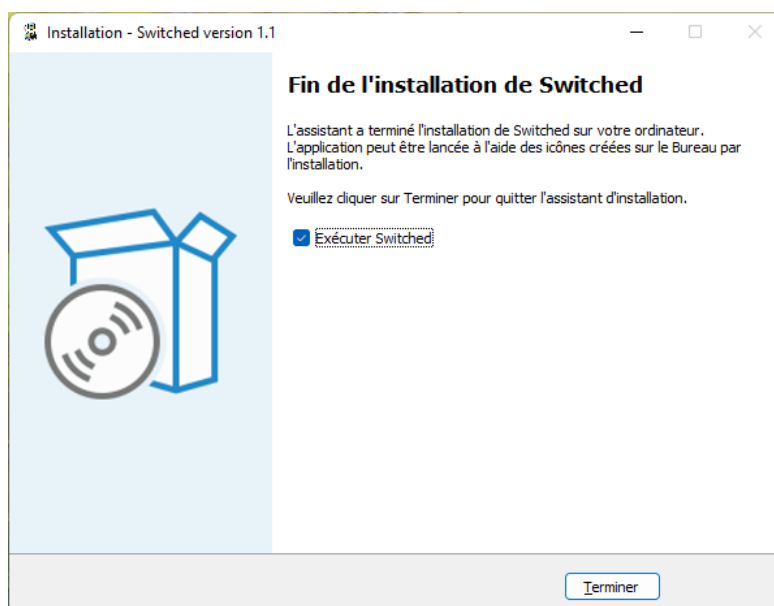 Installation - Switched version 1.1
Fin de l'installation de Switched
L'assistant a terminé l'installation de Switched sur votre ordinateur.
L'application peut être lancée à l'aide des icônes créées sur le Bureau par
l'installation.
Veuillez cliquer sur Terminer pour quitter l'assistant d'installation.
Exécuter Switched
Terminer